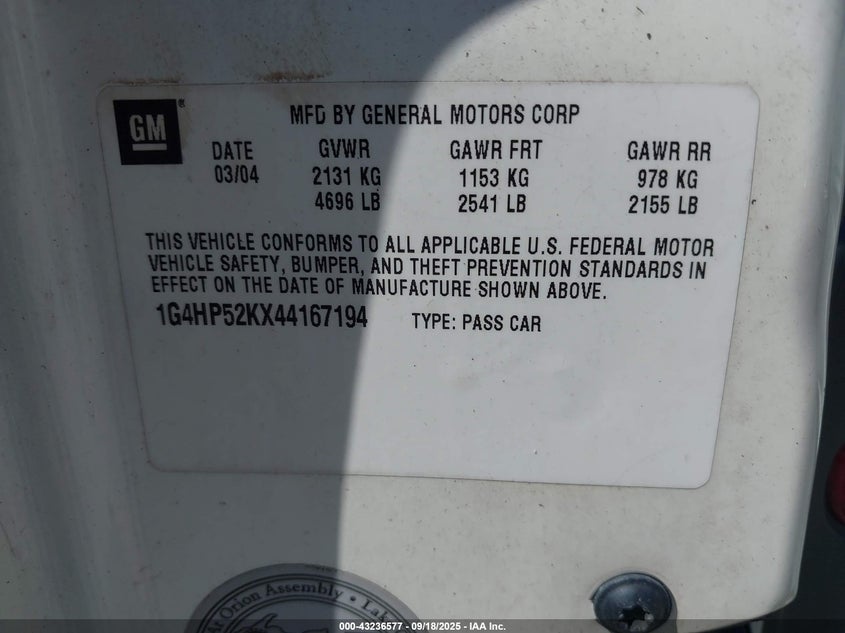 GM®
MFD BY GENERAL MOTORS CORP
DATE GVWR GAWR FRT GAWR RR
03/04 2131 KG 1153 KG 978 KG
4696 LB 2541 LB 2155 LB
THIS VEHICLE CONFORMS TO ALL APPLICABLE U.S. FEDERAL MOTOR
VEHICLE SAFETY, BUMPER, AND THEFT PREVENTION STANDARDS IN
EFFECT ON THE DATE OF MANUFACTURE SHOWN ABOVE.
1G4HP52KX44167194 TYPE: PASS CAR
At Orion Assembly
000-43236577 — 09/18/2025 — IAA Inc.